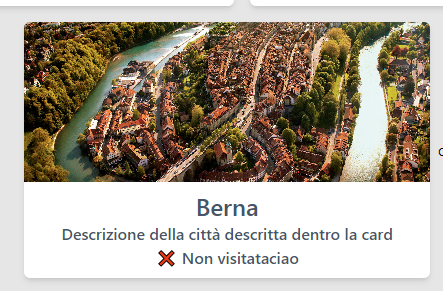 Berna
Descrizione della città descritta dentro la card
❌ Non visitataciao